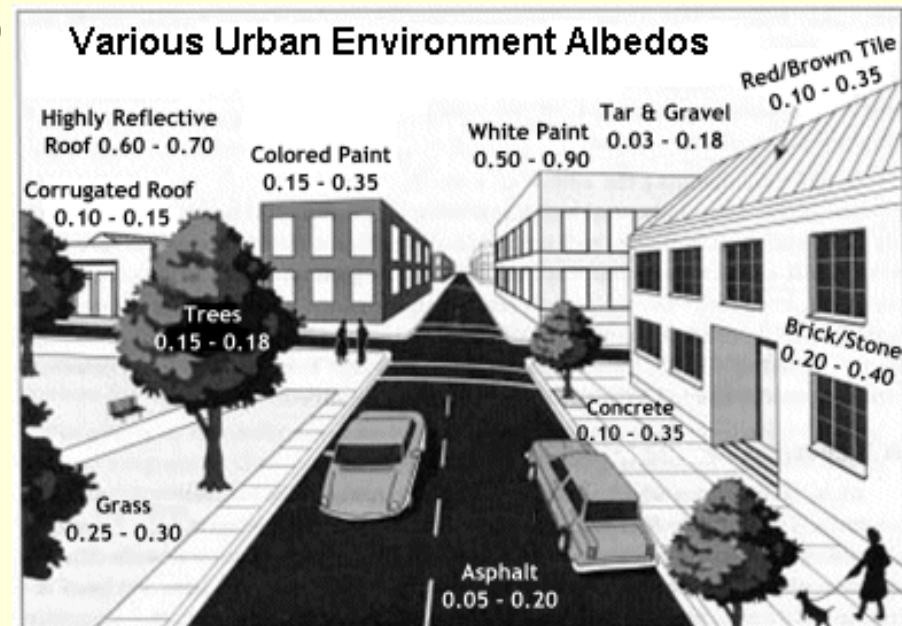 Various Urban Environment Albedos
Highly Reflective
Roof 0.60 - 0.70
Corrugated Roof
0.10 - 0.15
Colored Paint
0.15 - 0.35
White Paint
0.50 - 0.90
Tar & Gravel
0.03 - 0.18
Red/Brown Tile
0.10 - 0.35
Trees
0.15 - 0.18
Brick/Stone
0.20 - 0.40
Concrete
0.10 - 0.35
Grass
0.25 - 0.30
Asphalt
0.05 - 0.20